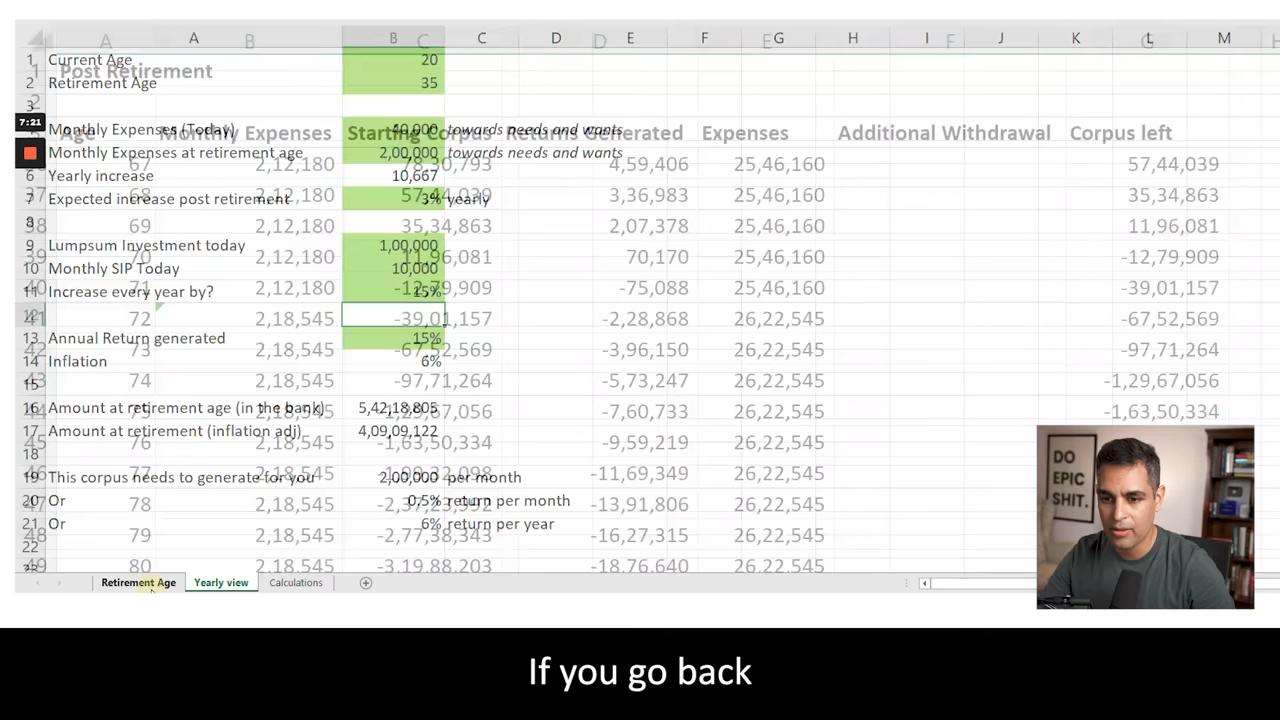 A B C D E F G H I J K L M
1 Current Age 20
2 Retirement Age 35
3
Monthly Expenses (Today) 40,000 towards needs and wants
Monthly Expenses at retirement age 2,00,000 towards needs and wants
6 Yearly increase 10,667
7 Expected increase post retirement 3% yearly
8
9 Lumpsum Investment today 1,00,000
10 Monthly SIP Today 10,000
11 Increase every year by? 15%
12
13 Annual Return generated 15%
14 Inflation 6%
15
16 Amount at retirement age (in the bank) 5,42,18,805
17 Amount at retirement (inflation adj) 4,09,09,122
18
19 This corpus needs to generate for you 2,00,000 per month
20 Or 0.5% return per month
21 Or 6% return per year
22
A B C D E F G H
1 Post Retirement
2
Age Monthly Expenses Starting Corpus Returns Generated Expenses Additional Withdrawal Corpus left
67 2,12,180 78,30,793 4,59,406 25,46,160 57,44,039
37 68 2,12,180 57,44,039 3,36,983 25,46,160 35,34,863
38 69 2,12,180 35,34,863 2,07,378 25,46,160 11,96,081
39 70 2,12,180 11,96,081 70,170 25,46,160 -12,79,909
40 71 2,12,180 -12,79,909 -75,088 25,46,160 -39,01,157
41 72 2,18,545 -39,01,157 -2,28,868 26,22,545 -67,52,569
42 73 2,18,545 -67,52,569 -3,96,150 26,22,545 -97,71,264
43 74 2,18,545 -97,71,264 -5,73,247 26,22,545 -1,29,67,056
75 2,18,545 -1,29,67,056 -7,60,733 26,22,545 -1,63,50,334
45 76 2,18,545 -1,63,50,334 -9,59,219 26,22,545
77 2,18,545 -11,69,349 26,22,545
78 2,18,545 -13,91,806 26,22,545
48 79 2,18,545 -2,77,38,343 -16,27,315 26,22,545
49 80 2,18,545 -3,19,88,203 -18,76,640 26,22,545
7:21
DO
EPIC
SHIT.
Retirement Age Yearly view Calculations
If you go back